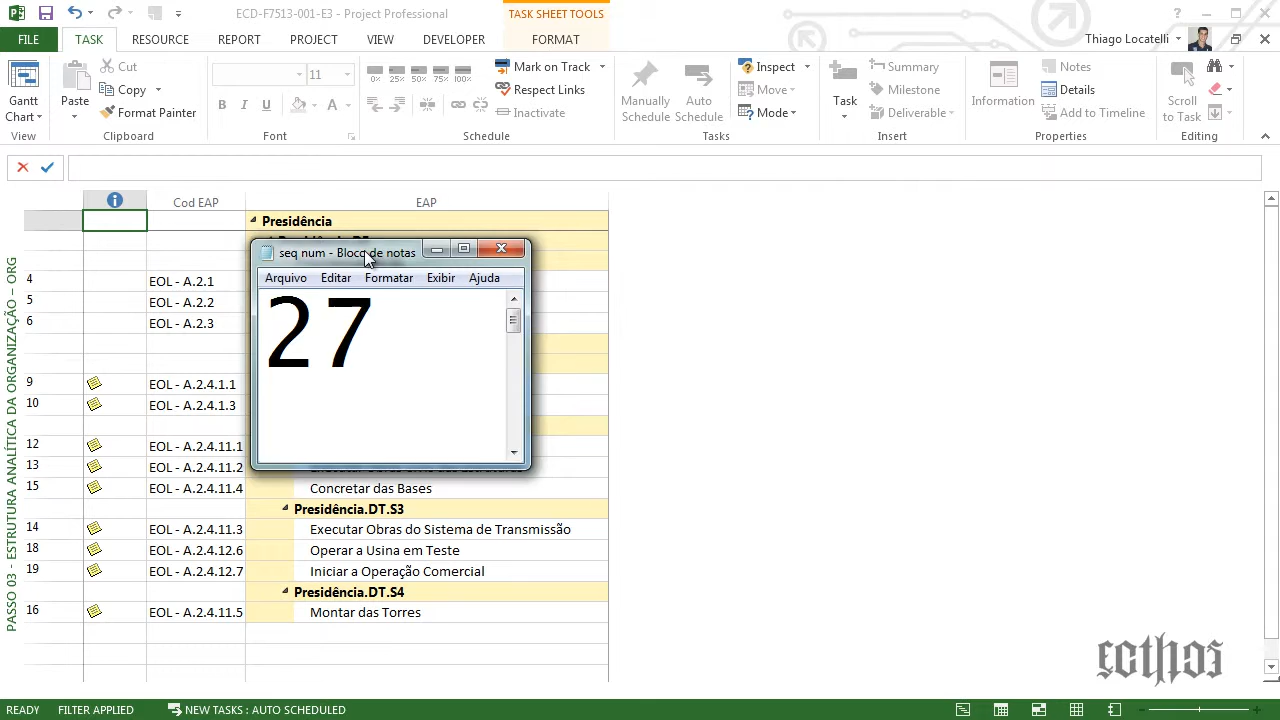 ECD-F7513-001-E3 - Project Professional
TASK SHEET TOOLS
FILE TASK RESOURCE REPORT PROJECT VIEW DEVELOPER FORMAT
Thiago Locatelli
Gantt Chart
View
Paste
Cut
Copy
Format Painter
Clipboard
11
B I U A
Font
0% 25% 50% 75% 100%
Mark on Track
Respect Links
Inactivate
Schedule
Manually Schedule
Auto Schedule
Inspect
Move
Mode
Tasks
Task
Summary
Milestone
Deliverable
Insert
Information
Notes
Details
Add to Timeline
Properties
Scroll to Task
Editing
Cod EAP EAP
Presidência
4 EOL - A.2.1
5 EOL - A.2.2
6 EOL - A.2.3
9 EOL - A.2.4.1.1
10 EOL - A.2.4.1.3
12 EOL - A.2.4.11.1
13 EOL - A.2.4.11.2
15 EOL - A.2.4.11.4 Concretar das Bases
Presidência.DT.S3
14 EOL - A.2.4.11.3 Executar Obras do Sistema de Transmissão
18 EOL - A.2.4.12.6 Operar a Usina em Teste
19 EOL - A.2.4.12.7 Iniciar a Operação Comercial
Presidência.DT.S4
16 EOL - A.2.4.11.5 Montar das Torres
PASSO 03 - ESTRUTURA ANALÍTICA DA ORGANIZAÇÃO – ORG
seq num - Bloco de notas
Arquivo Editar Formatar Exibir Ajuda
27
ecthos
READY FILTER APPLIED NEW TASKS : AUTO SCHEDULED